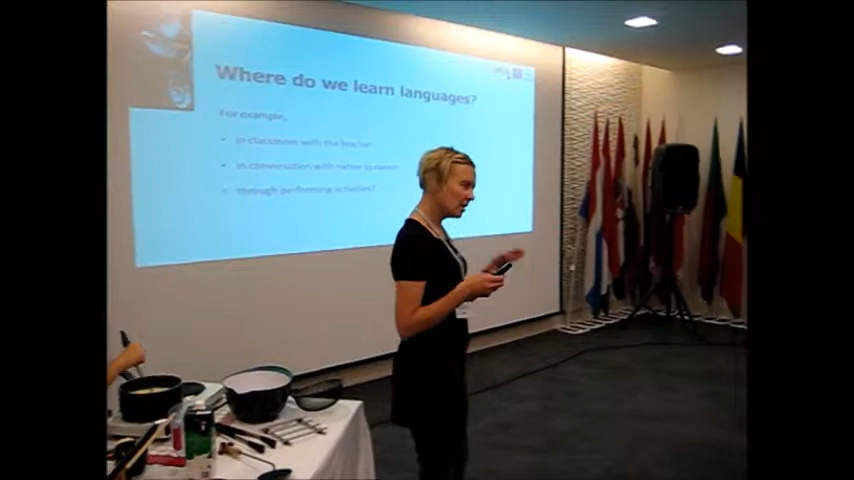 Where do we learn languages?
For example,
• in classroom with the teacher
• in conversation with native speakers
• through performing activities?